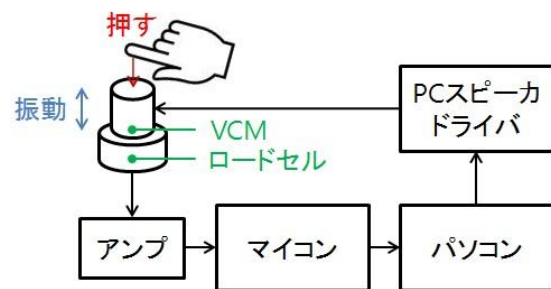 押す
振動
VCM
ロードセル
PCスピーカ
ドライバ
アンプ
マイコン
パソコン